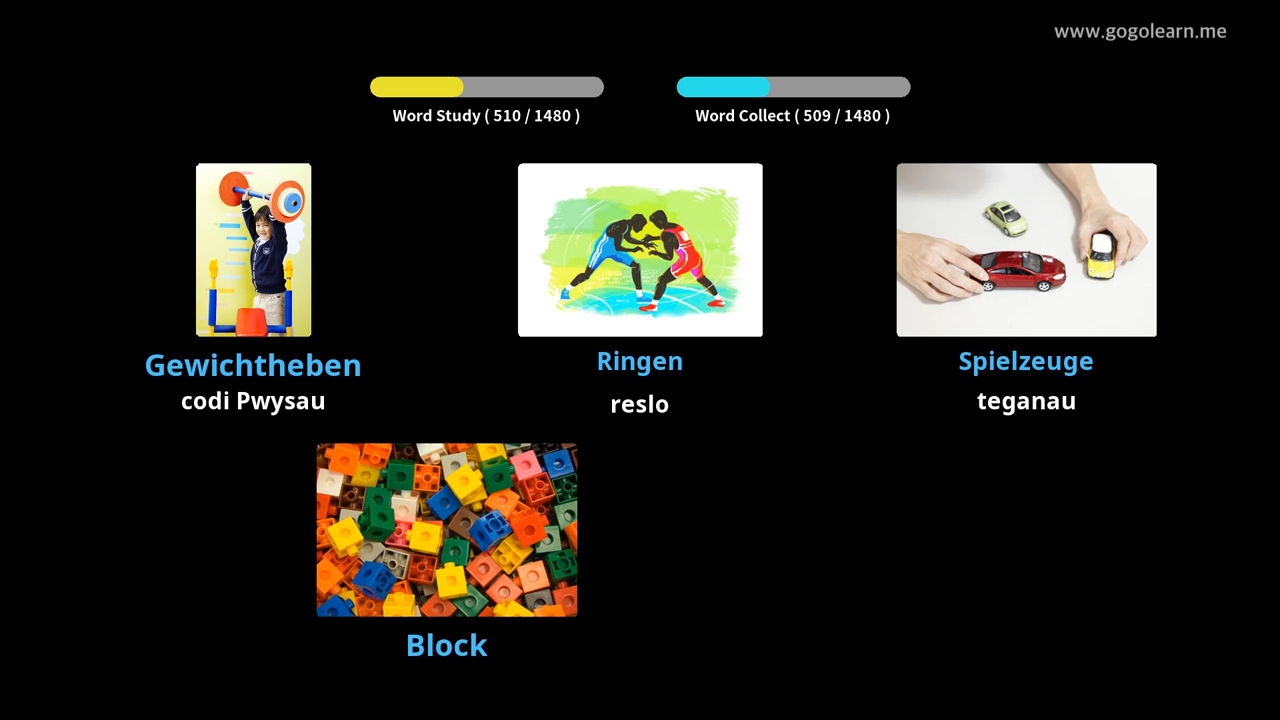 www.gogolearn.me
Word Study ( 510 / 1480 )
Word Collect ( 509 / 1480 )
Gewichtheben
codi Pwysau
Ringen
reslo
Spielzeuge
teganau
Block